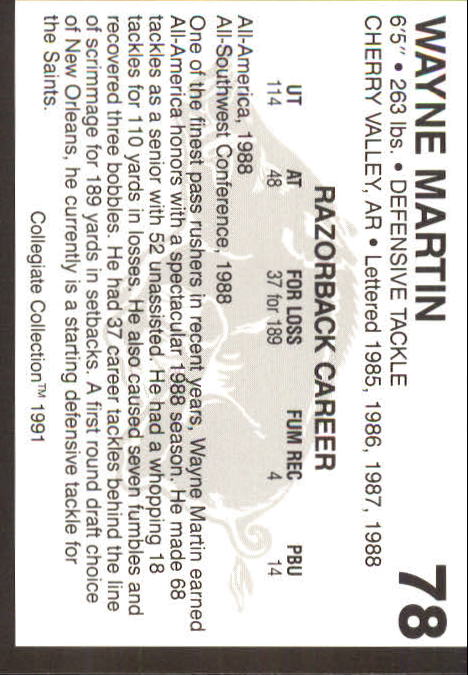 WAYNE MARTIN 78
6'5" • 263 lbs. • DEFENSIVE TACKLE
CHERRY VALLEY, AR • Lettered 1985, 1986, 1987, 1988
RAZORBACK CAREER
UT AT FOR LOSS FUM REC PBU
114 48 37 for 189 4 14
All-America, 1988
All-Southwest Conference, 1988
One of the finest pass rushers in recent years, Wayne Martin earned
All-America honors with a spectacular 1988 season. He made 68
tackles as a senior with 52 unassisted. He had a whopping 18
tackles for 110 yards in losses. He also caused seven fumbles and
recovered three bobbles. He had 37 career tackles behind the line
of scrimmage for 189 yards in setbacks. A first round draft choice
of New Orleans, he currently is a starting defensive tackle for
the Saints.
Collegiate Collection™ 1991